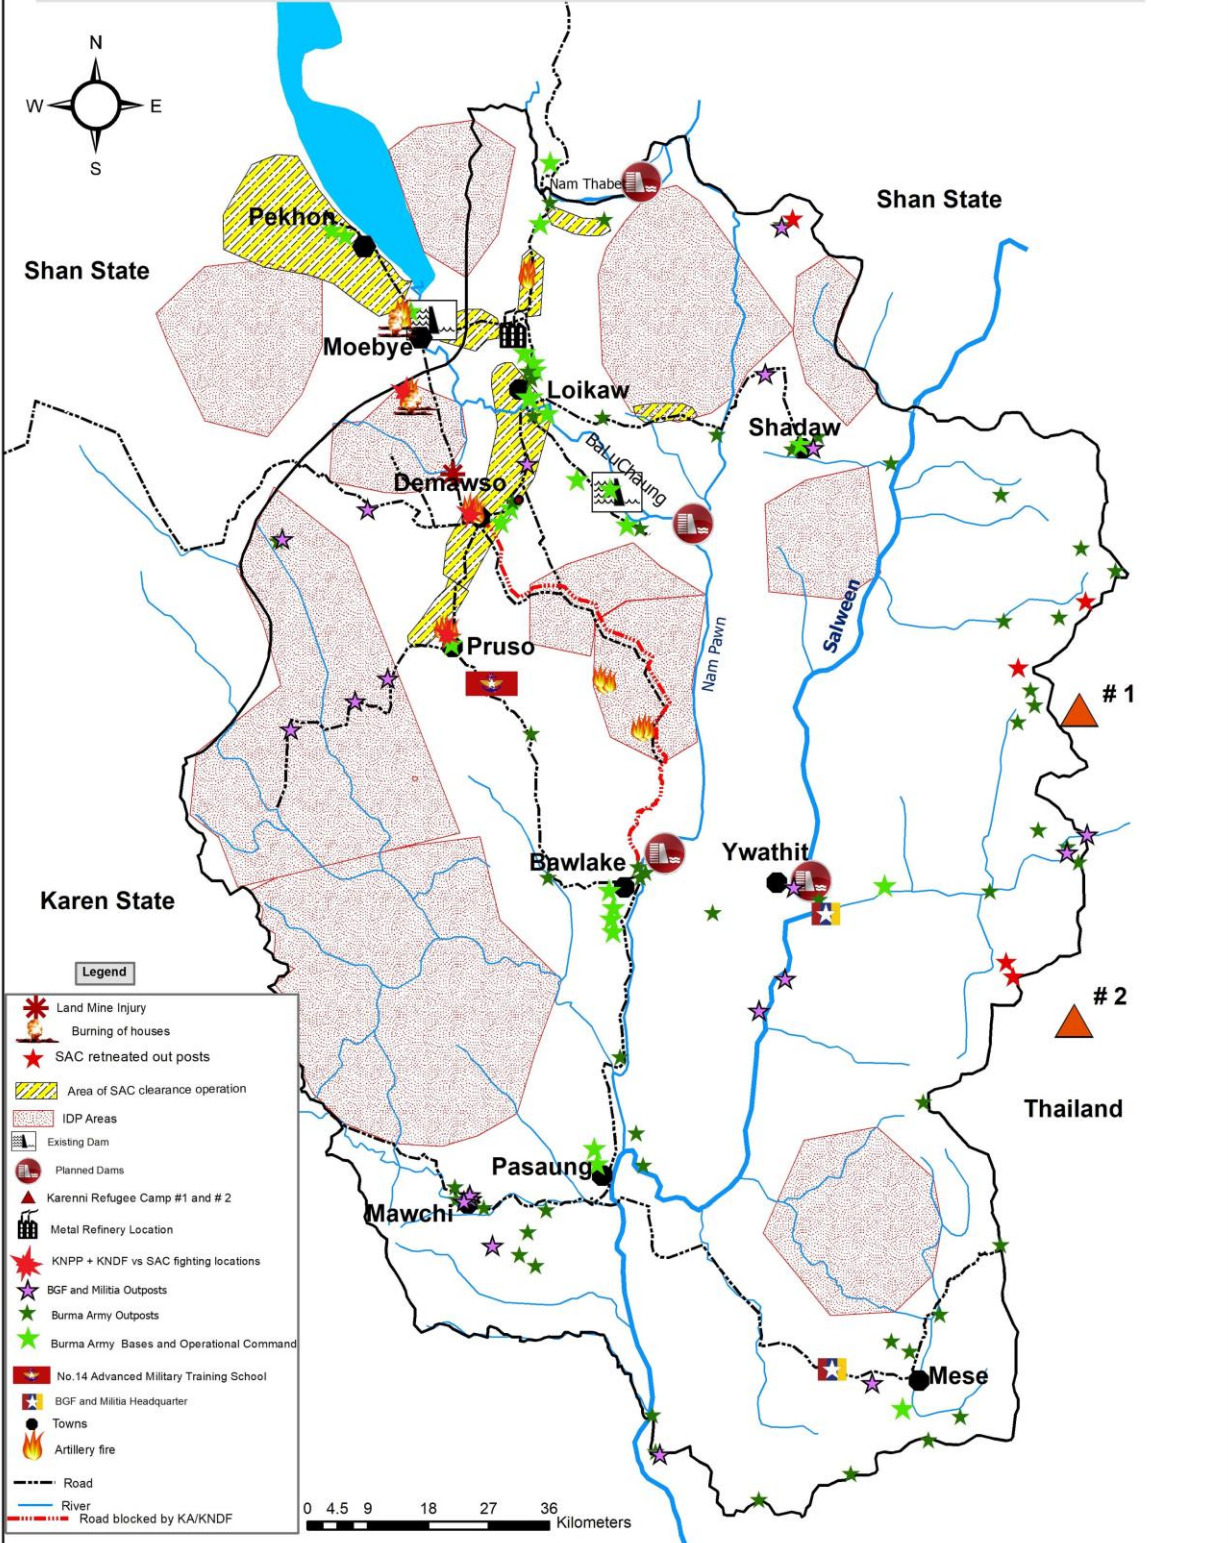 N
W
E
S
Shan State
Nam Thabe
Pekhon
Shan State
Moebye
Loikaw
Shadaw
BaLuChaung
Demawso
Salween
Pruso
Nam Pawn
# 1
Bawlake
Ywathit
Karen State
# 2
Thailand
Pasaung
Mawchi
Mese
Legend
Land Mine Injury
Burning of houses
SAC retneated out posts
Area of SAC clearance operation
IDP Areas
Existing Dam
Planned Dams
Karenni Refugee Camp #1 and # 2
Metal Refinery Location
KNPP + KNDF vs SAC fighting locations
BGF and Militia Outposts
Burma Army Outposts
Burma Army Bases and Operational Command
No.14 Advanced Military Training School
BGF and Militia Headquarter
Towns
Artillery fire
Road
River
Road blocked by KA/KNDF
0 4.5 9 18 27 36
Kilometers